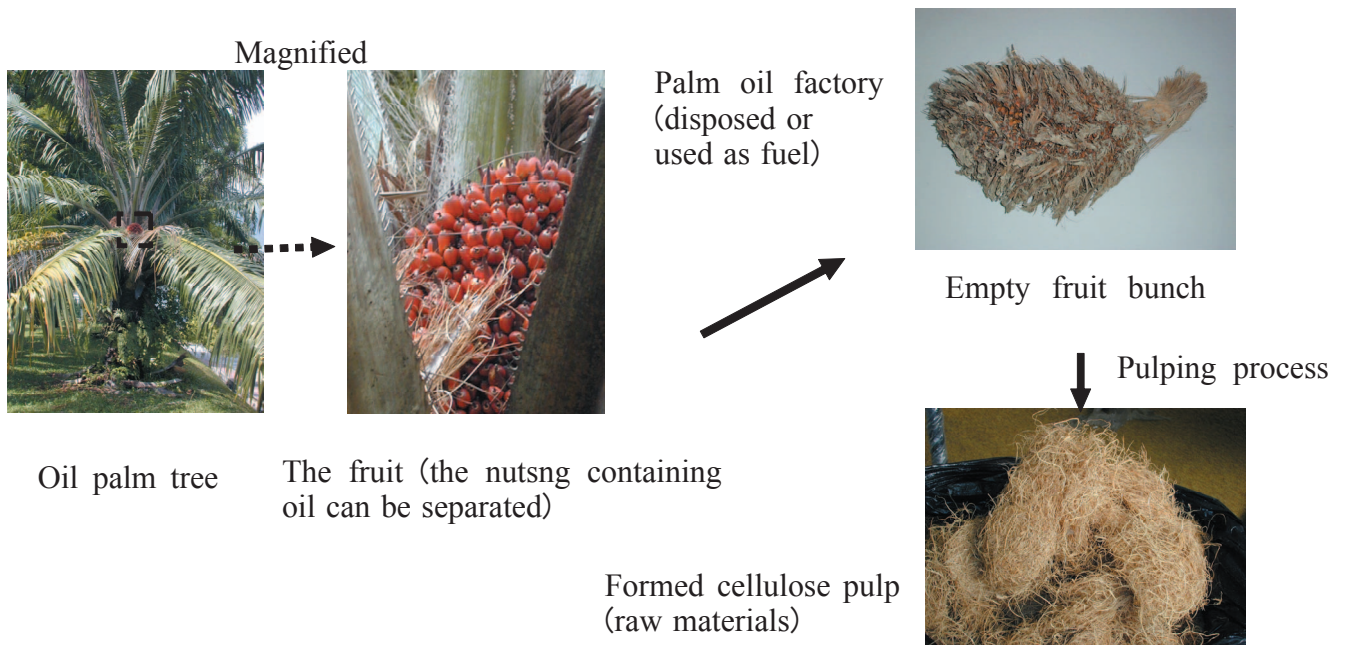 Magnified
Palm oil factory
(disposed or
used as fuel)
Empty fruit bunch
Pulping process
Oil palm tree
The fruit (the nutsng containing
oil can be separated)
Formed cellulose pulp
(raw materials)